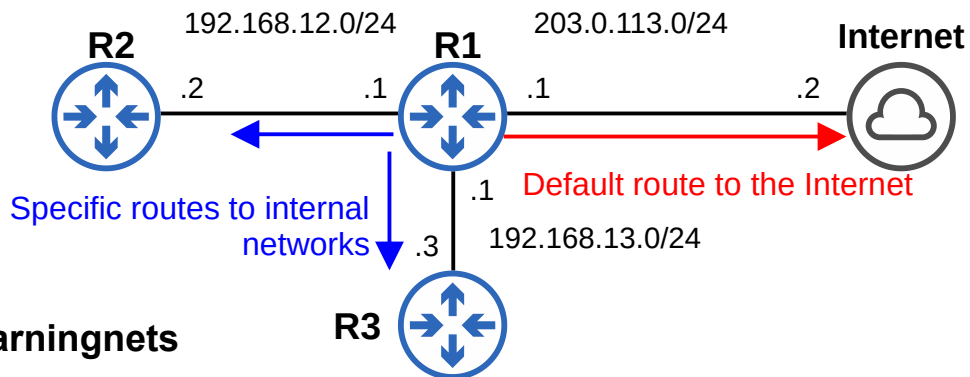 192.168.12.0/24
203.0.113.0/24
R2
R1
Internet
.2
.1
.1
.2
Default route to the Internet
.1
Specific routes to internal
networks
.3
192.168.13.0/24
R3
arningnets